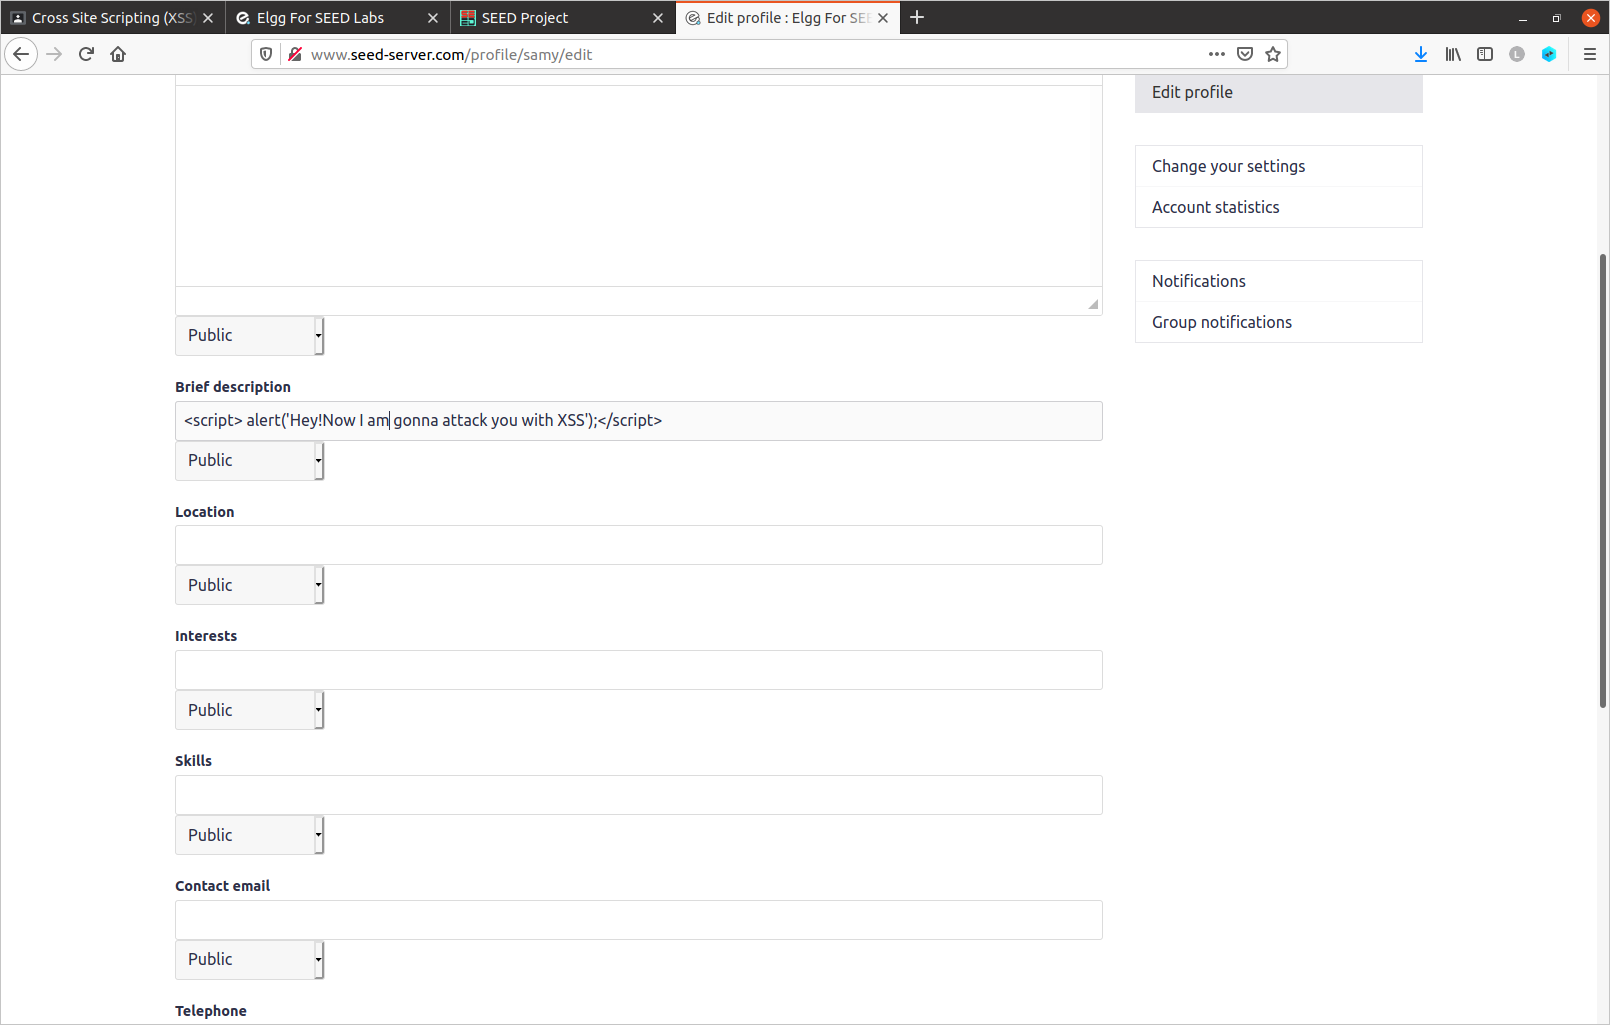 Cross Site Scripting (XSS)
Elgg For SEED Labs
SEED Project
Edit profile : Elgg For SEE
www.seed-server.com/profile/samy/edit
L
Edit profile
Change your settings
Account statistics
Notifications
Group notifications
Public
Brief description
<script> alert('Hey!Now I am gonna attack you with XSS');</script>
Public
Location
Public
Interests
Public
Skills
Public
Contact email
Public
Telephone